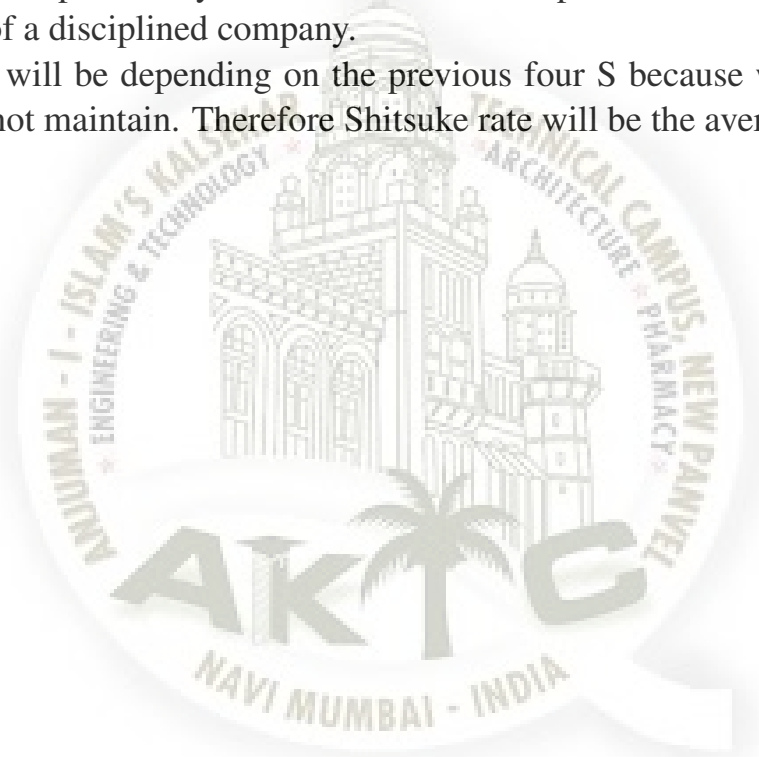 of a disciplined company.
will be depending on the previous four S because
not maintain. Therefore Shitsuke rate will be the
ANJUMAN - I - ISLAM'S KALSEKAR TECHNICAL CAMPUS, NEW PANVEL
ENGINEERING & TECHNOLOGY ARCHITECTURE PHARMACY
AKTC
NAVI MUMBAI - INDIA